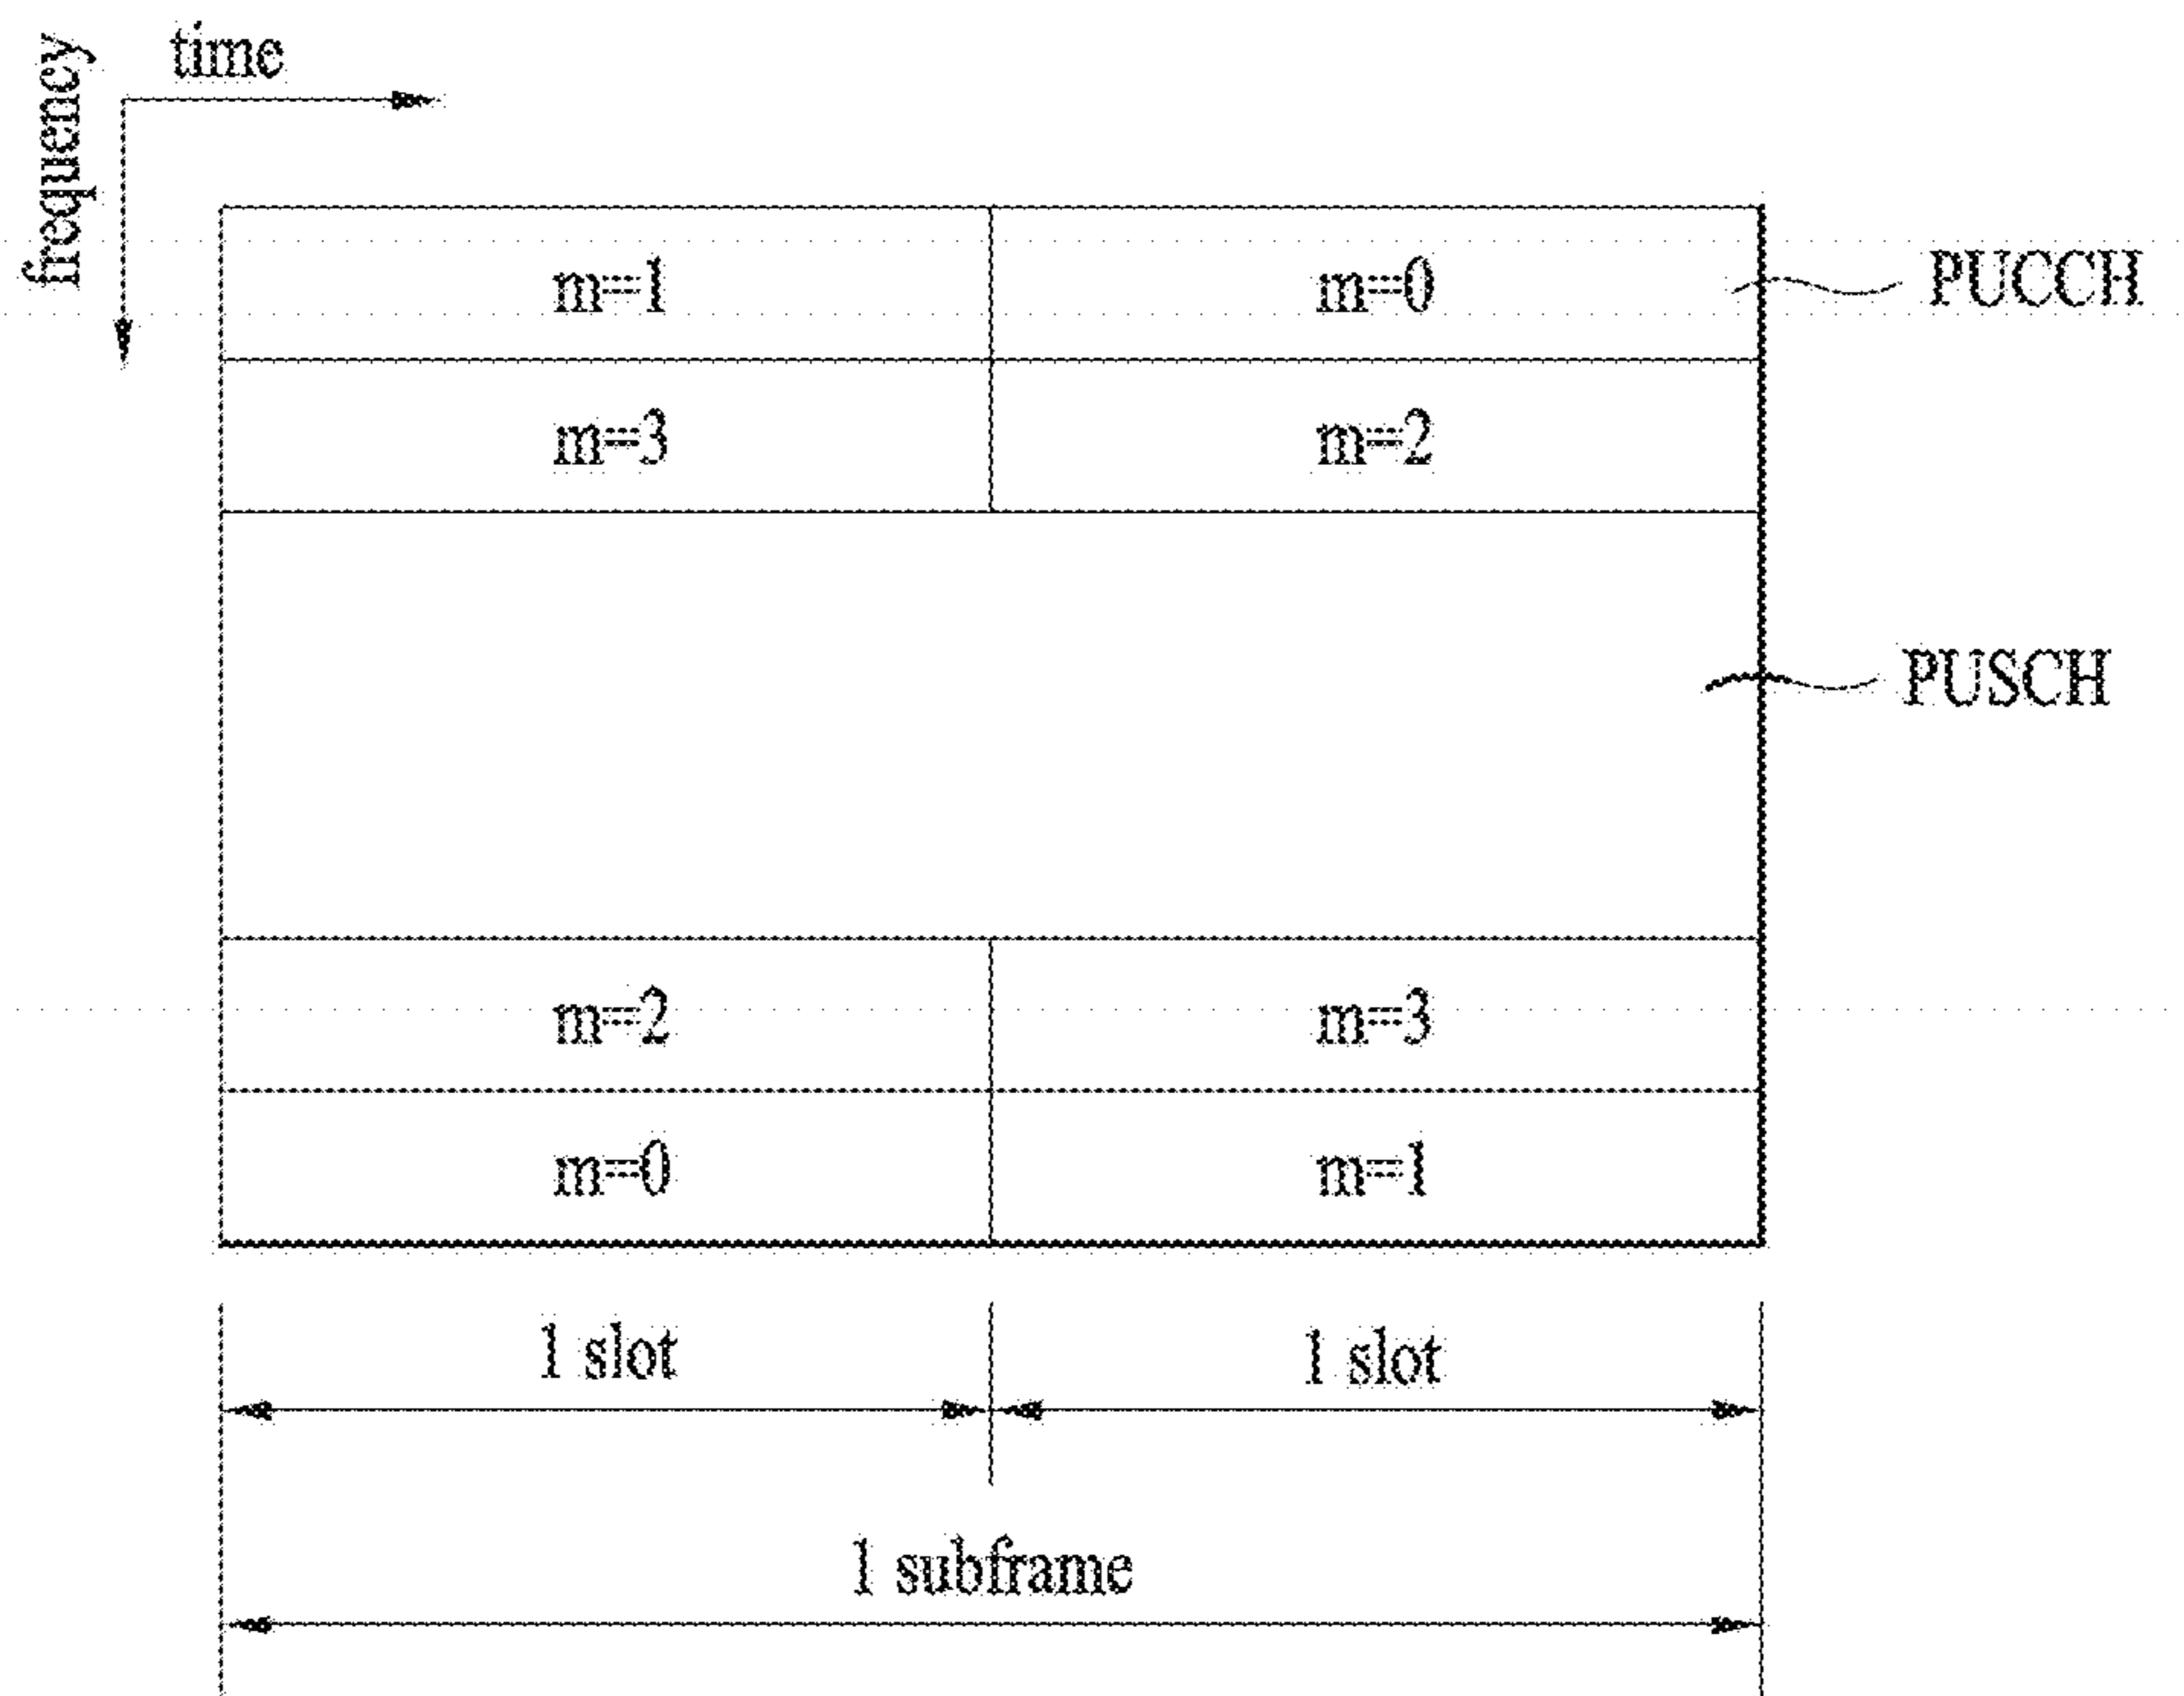 time
frequency
m=1 m=0 PUCCH
m=3 m=2
PUSCH
m=2 m=3
m=0 m=1
1 slot 1 slot
1 subframe